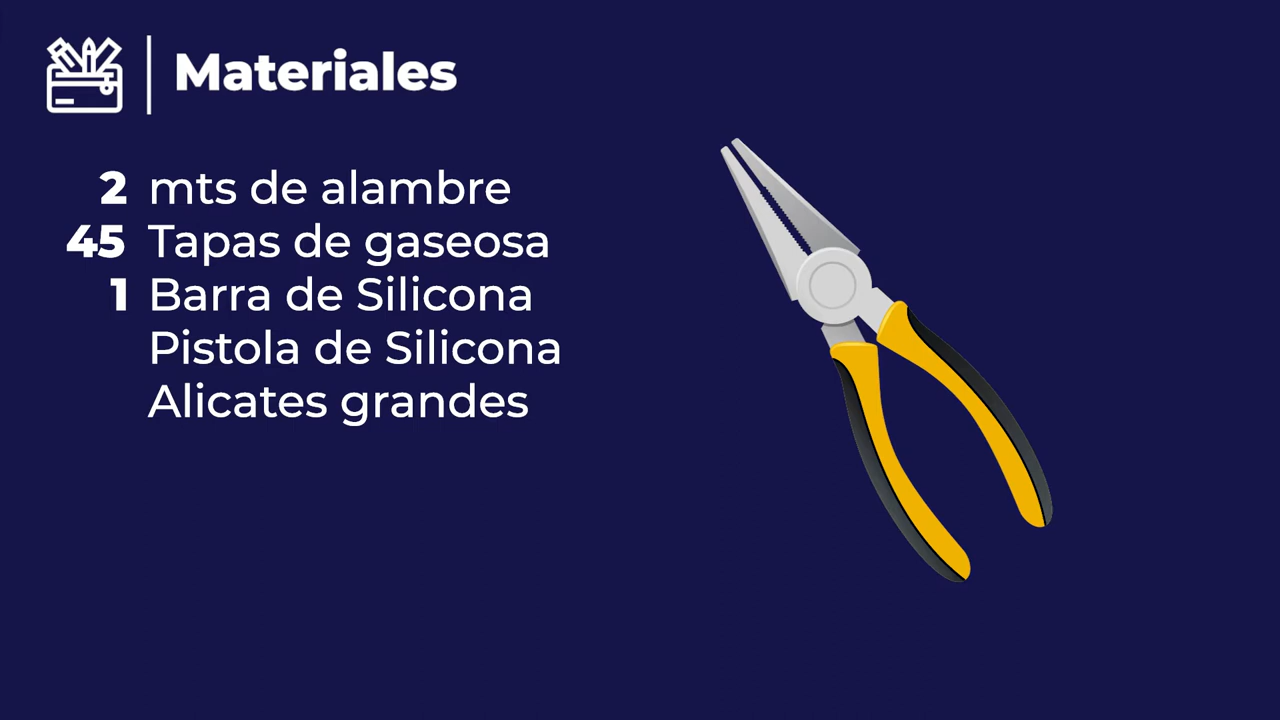 Materiales
2 mts de alambre
45 Tapas de gaseosa
1 Barra de Silicona
Pistola de Silicona
Alicates grandes